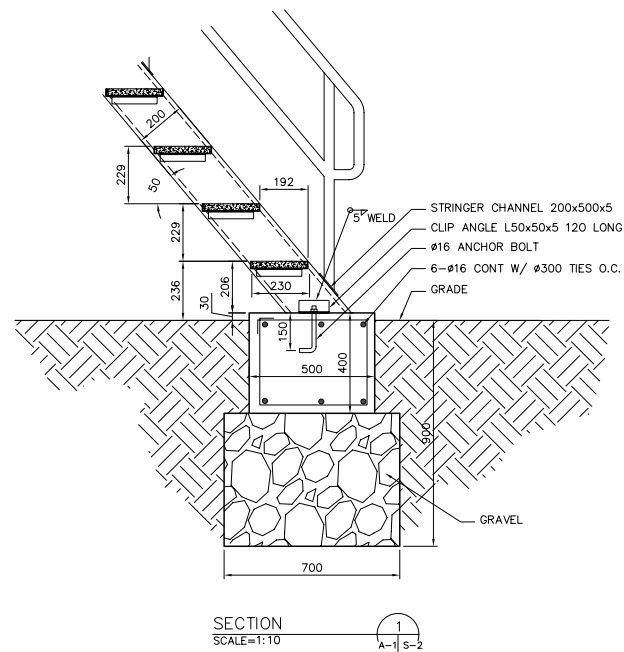 200
229
50
192
5 WELD
STRINGER CHANNEL 200x500x5
CLIP ANGLE L50x50x5 120 LONG
ø16 ANCHOR BOLT
6-ø16 CONT W/ ø300 TIES O.C.
GRADE
229
236
206
30
230
150
500
400
900
GRAVEL
700
SECTION
SCALE=1:10
1
A-1 S-2